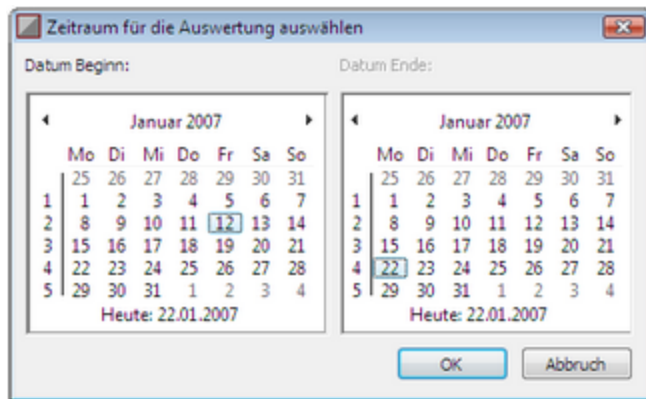 Zeitraum für die Auswertung auswählen
Datum Beginn:
Datum Ende:
Januar 2007
Mo Di Mi Do Fr Sa So
25 26 27 28 29 30 31
1 1 2 3 4 5 6 7
2 8 9 10 11 12 13 14
3 15 16 17 18 19 20 21
4 22 23 24 25 26 27 28
5 29 30 31 1 2 3 4
Heute: 22.01.2007
Januar 2007
Mo Di Mi Do Fr Sa So
25 26 27 28 29 30 31
1 1 2 3 4 5 6 7
2 8 9 10 11 12 13 14
3 15 16 17 18 19 20 21
4 22 23 24 25 26 27 28
5 29 30 31 1 2 3 4
Heute: 22.01.2007
OK
Abbruch